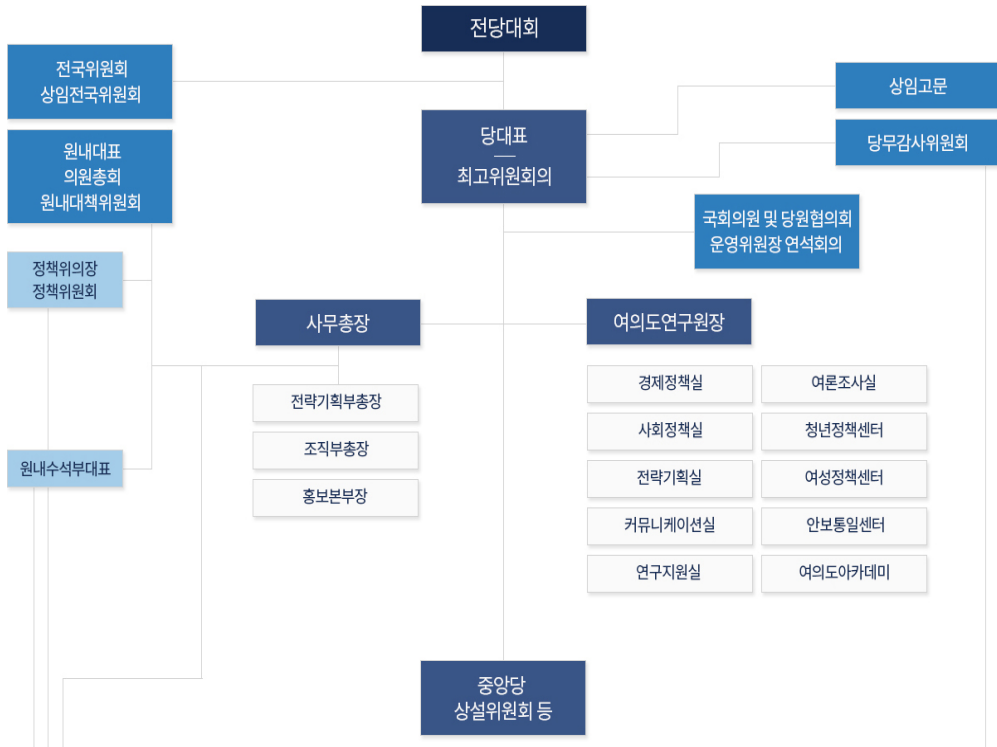 전당대회
전국위원회
상임전국위원회
상임고문
당대표
최고위원회의
당무감사위원회
원내대표
의원총회
원내대책위원회
국회의원 및 당원협의회
운영위원장 연석회의
정책위의장
정책위원회
사무총장
여의도연구원장
전략기획부총장
조직부총장
홍보본부장
경제정책실
여론조사실
사회정책실
청년정책센터
전략기획실
여성정책센터
커뮤니케이션실
안보통일센터
연구지원실
여의도아카데미
원내수석부대표
중앙당
상설위원회 등